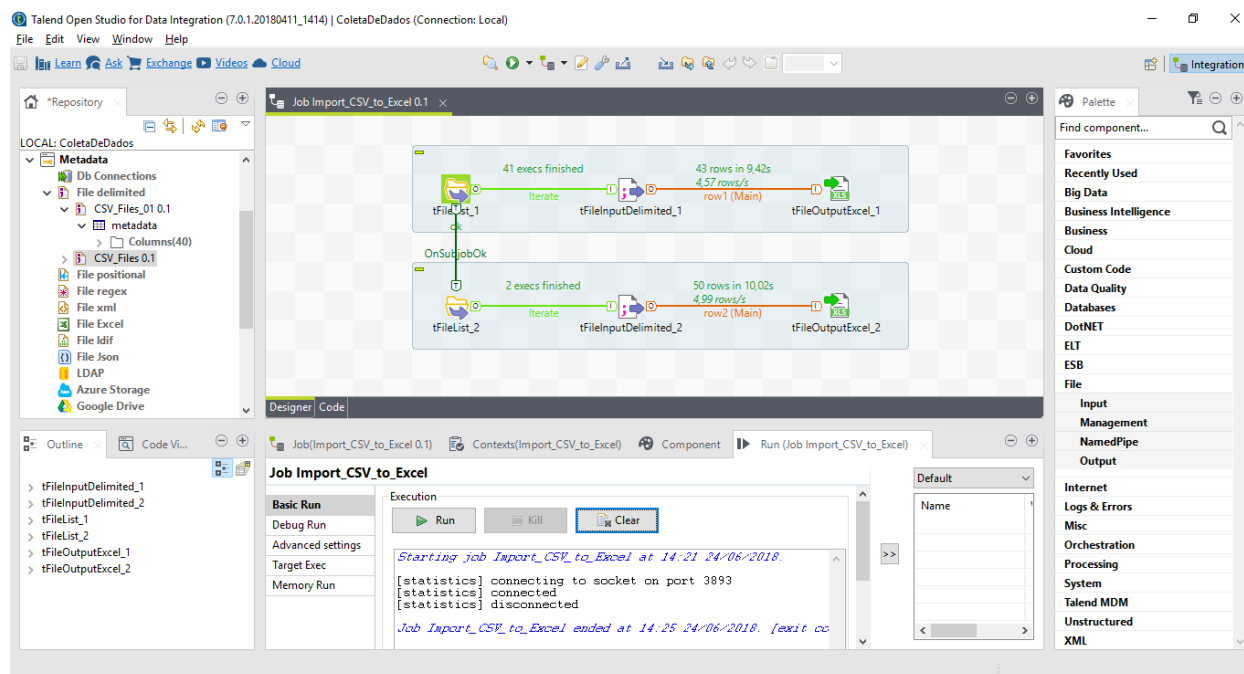 Talend Open Studio for Data Integration (7.0.1.20180411_1414) | ColetaDeDados (Connection: Local)
File Edit View Window Help
Learn Ask Exchange Videos Cloud
Integration
*Repository
LOCAL: ColetaDeDados
Metadata
Db Connections
File delimited
CSV_Files_01 0.1
metadata
Columns(40)
CSV_Files 0.1
File positional
File regex
File xml
File Excel
File ldif
File Json
LDAP
Azure Storage
Google Drive
Job Import_CSV_to_Excel 0.1
41 execs finished
43 rows in 9,42s
4,57 rows/s
Iterate
row1 (Main)
tFileList_1
tFileInputDelimited_1
tFileOutputExcel_1
ok
OnSubjobOk
2 execs finished
50 rows in 10,02s
4,99 rows/s
Iterate
row2 (Main)
tFileList_2
tFileInputDelimited_2
tFileOutputExcel_2
Designer Code
Palette
Find component...
Favorites
Recently Used
Big Data
Business Intelligence
Business
Cloud
Custom Code
Data Quality
Databases
DotNET
ELT
ESB
File
Input
Management
NamedPipe
Output
Internet
Logs & Errors
Misc
Orchestration
Processing
System
Talend MDM
Unstructured
XML
Outline
Code Vi...
tFileInputDelimited_1
tFileInputDelimited_2
tFileList_1
tFileList_2
tFileOutputExcel_1
tFileOutputExcel_2
Job(Import_CSV_to_Excel 0.1) Contexts(Import_CSV_to_Excel) Component Run (Job Import_CSV_to_Excel)
Job Import_CSV_to_Excel
Basic Run
Debug Run
Advanced settings
Target Exec
Memory Run
Execution
Run Kill Clear
Starting job Import_CSV_to_Excel at 14:21 24/06/2018.
[statistics] connecting to socket on port 3893
[statistics] connected
[statistics] disconnected
Job Import_CSV_to_Excel ended at 14:25 24/06/2018. [exit co
>>
Default
Name